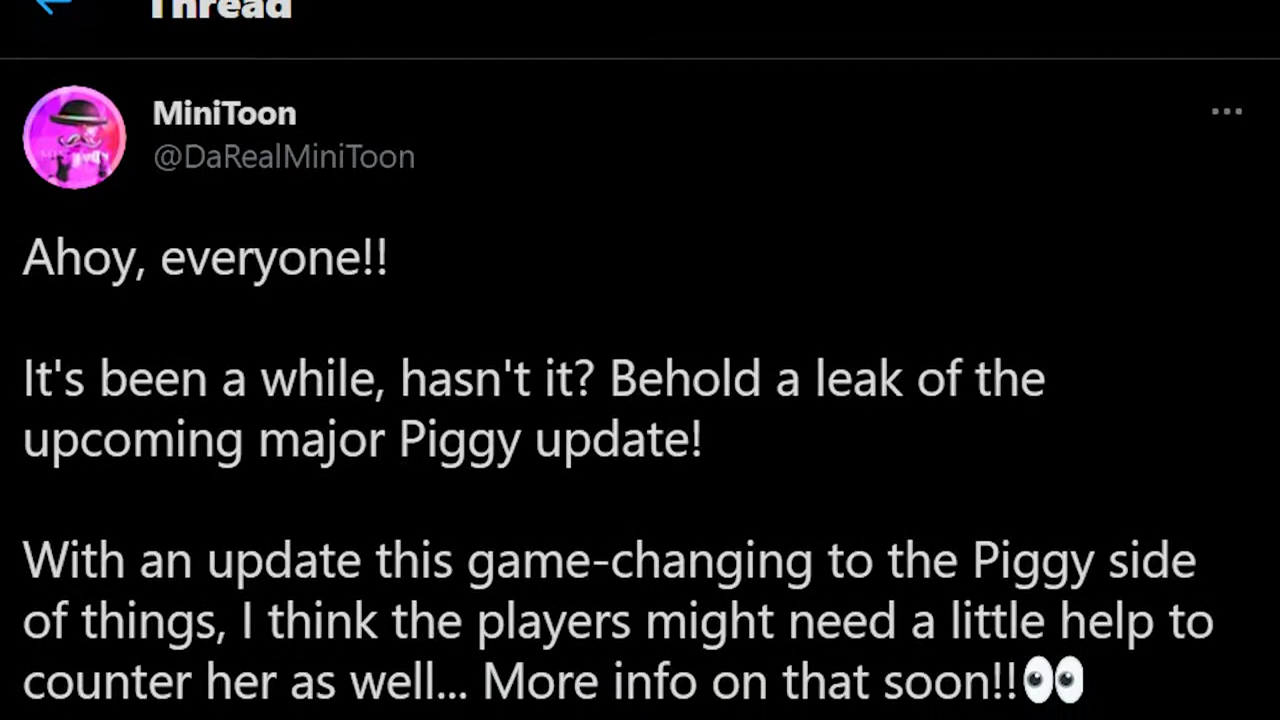 Thread
MiniToon
@DaRealMiniToon
Ahoy, everyone!!
It's been a while, hasn't it? Behold a leak of the
upcoming major Piggy update!
With an update this game-changing to the Piggy side
of things, I think the players might need a little help to
counter her as well... More info on that soon!!👀